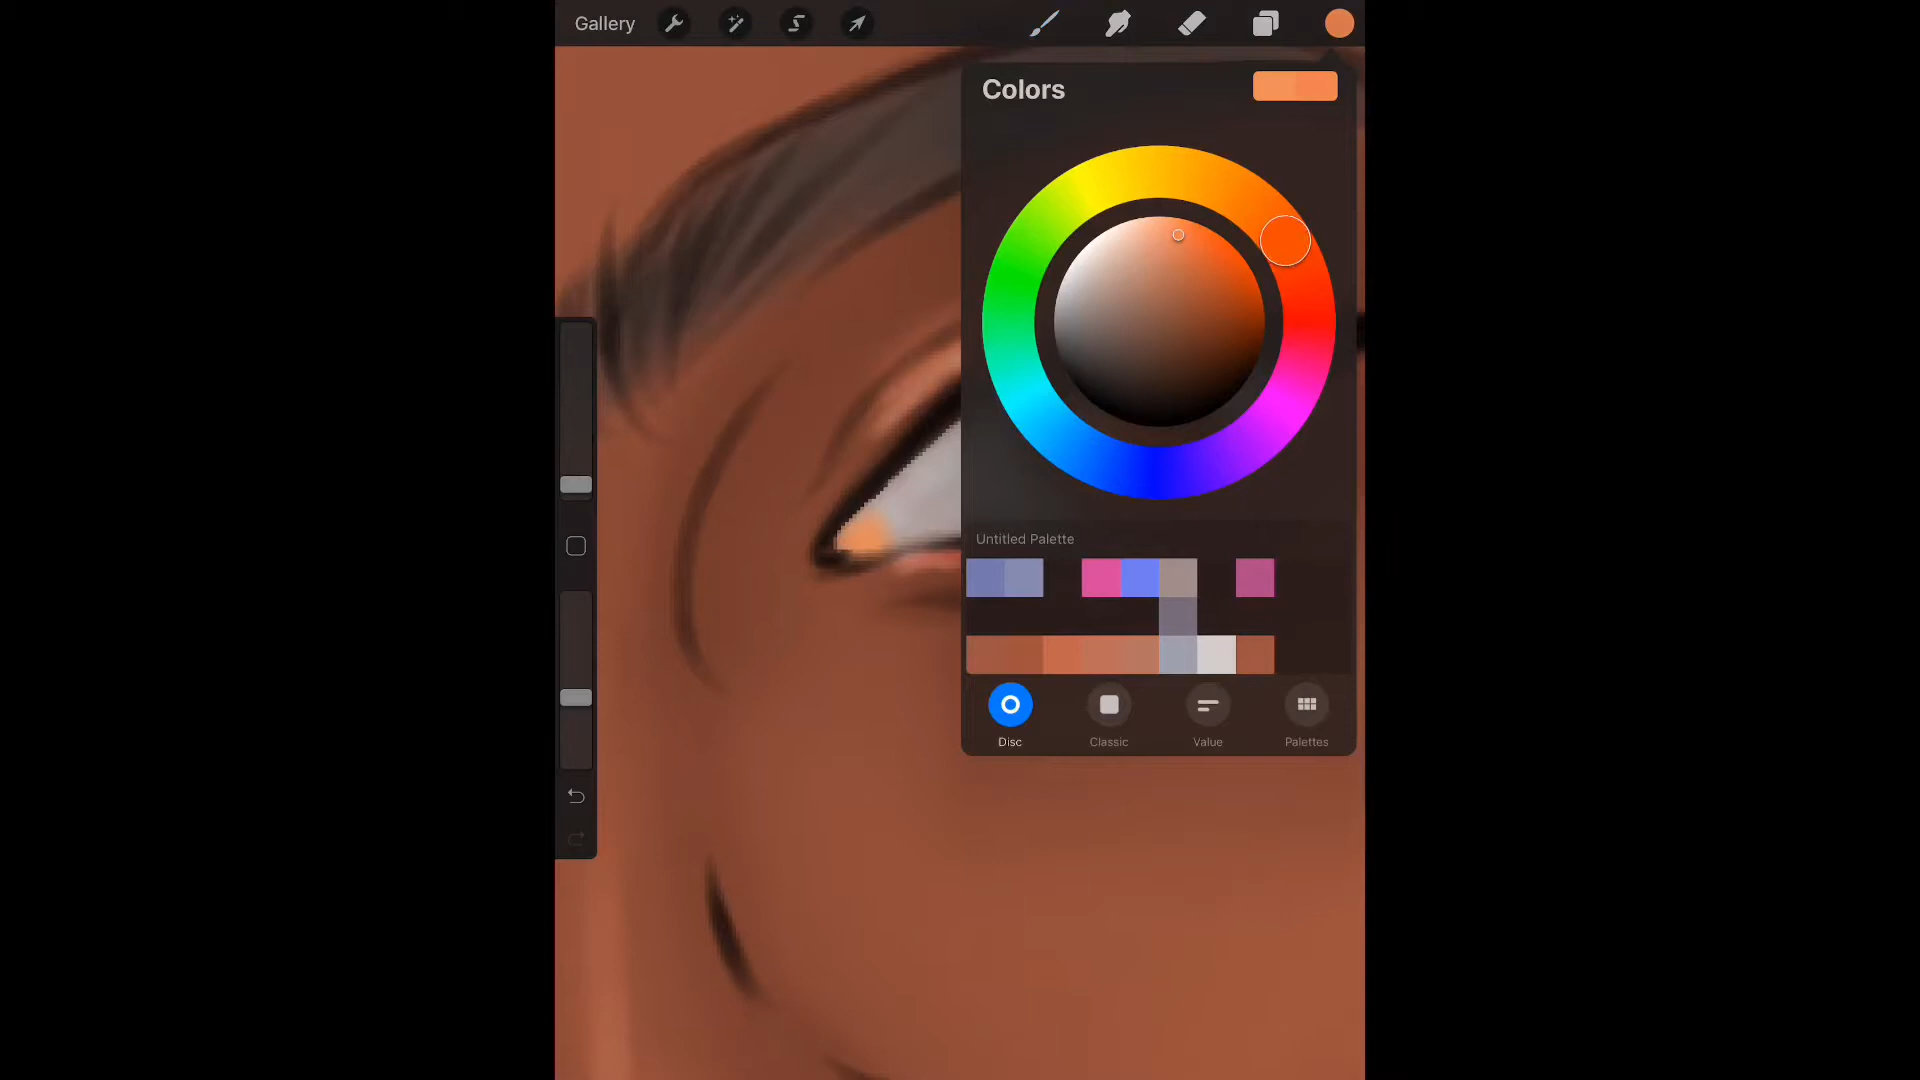 Gallery
Colors
Untitled Palette
Disc
Classic
Value
Palettes